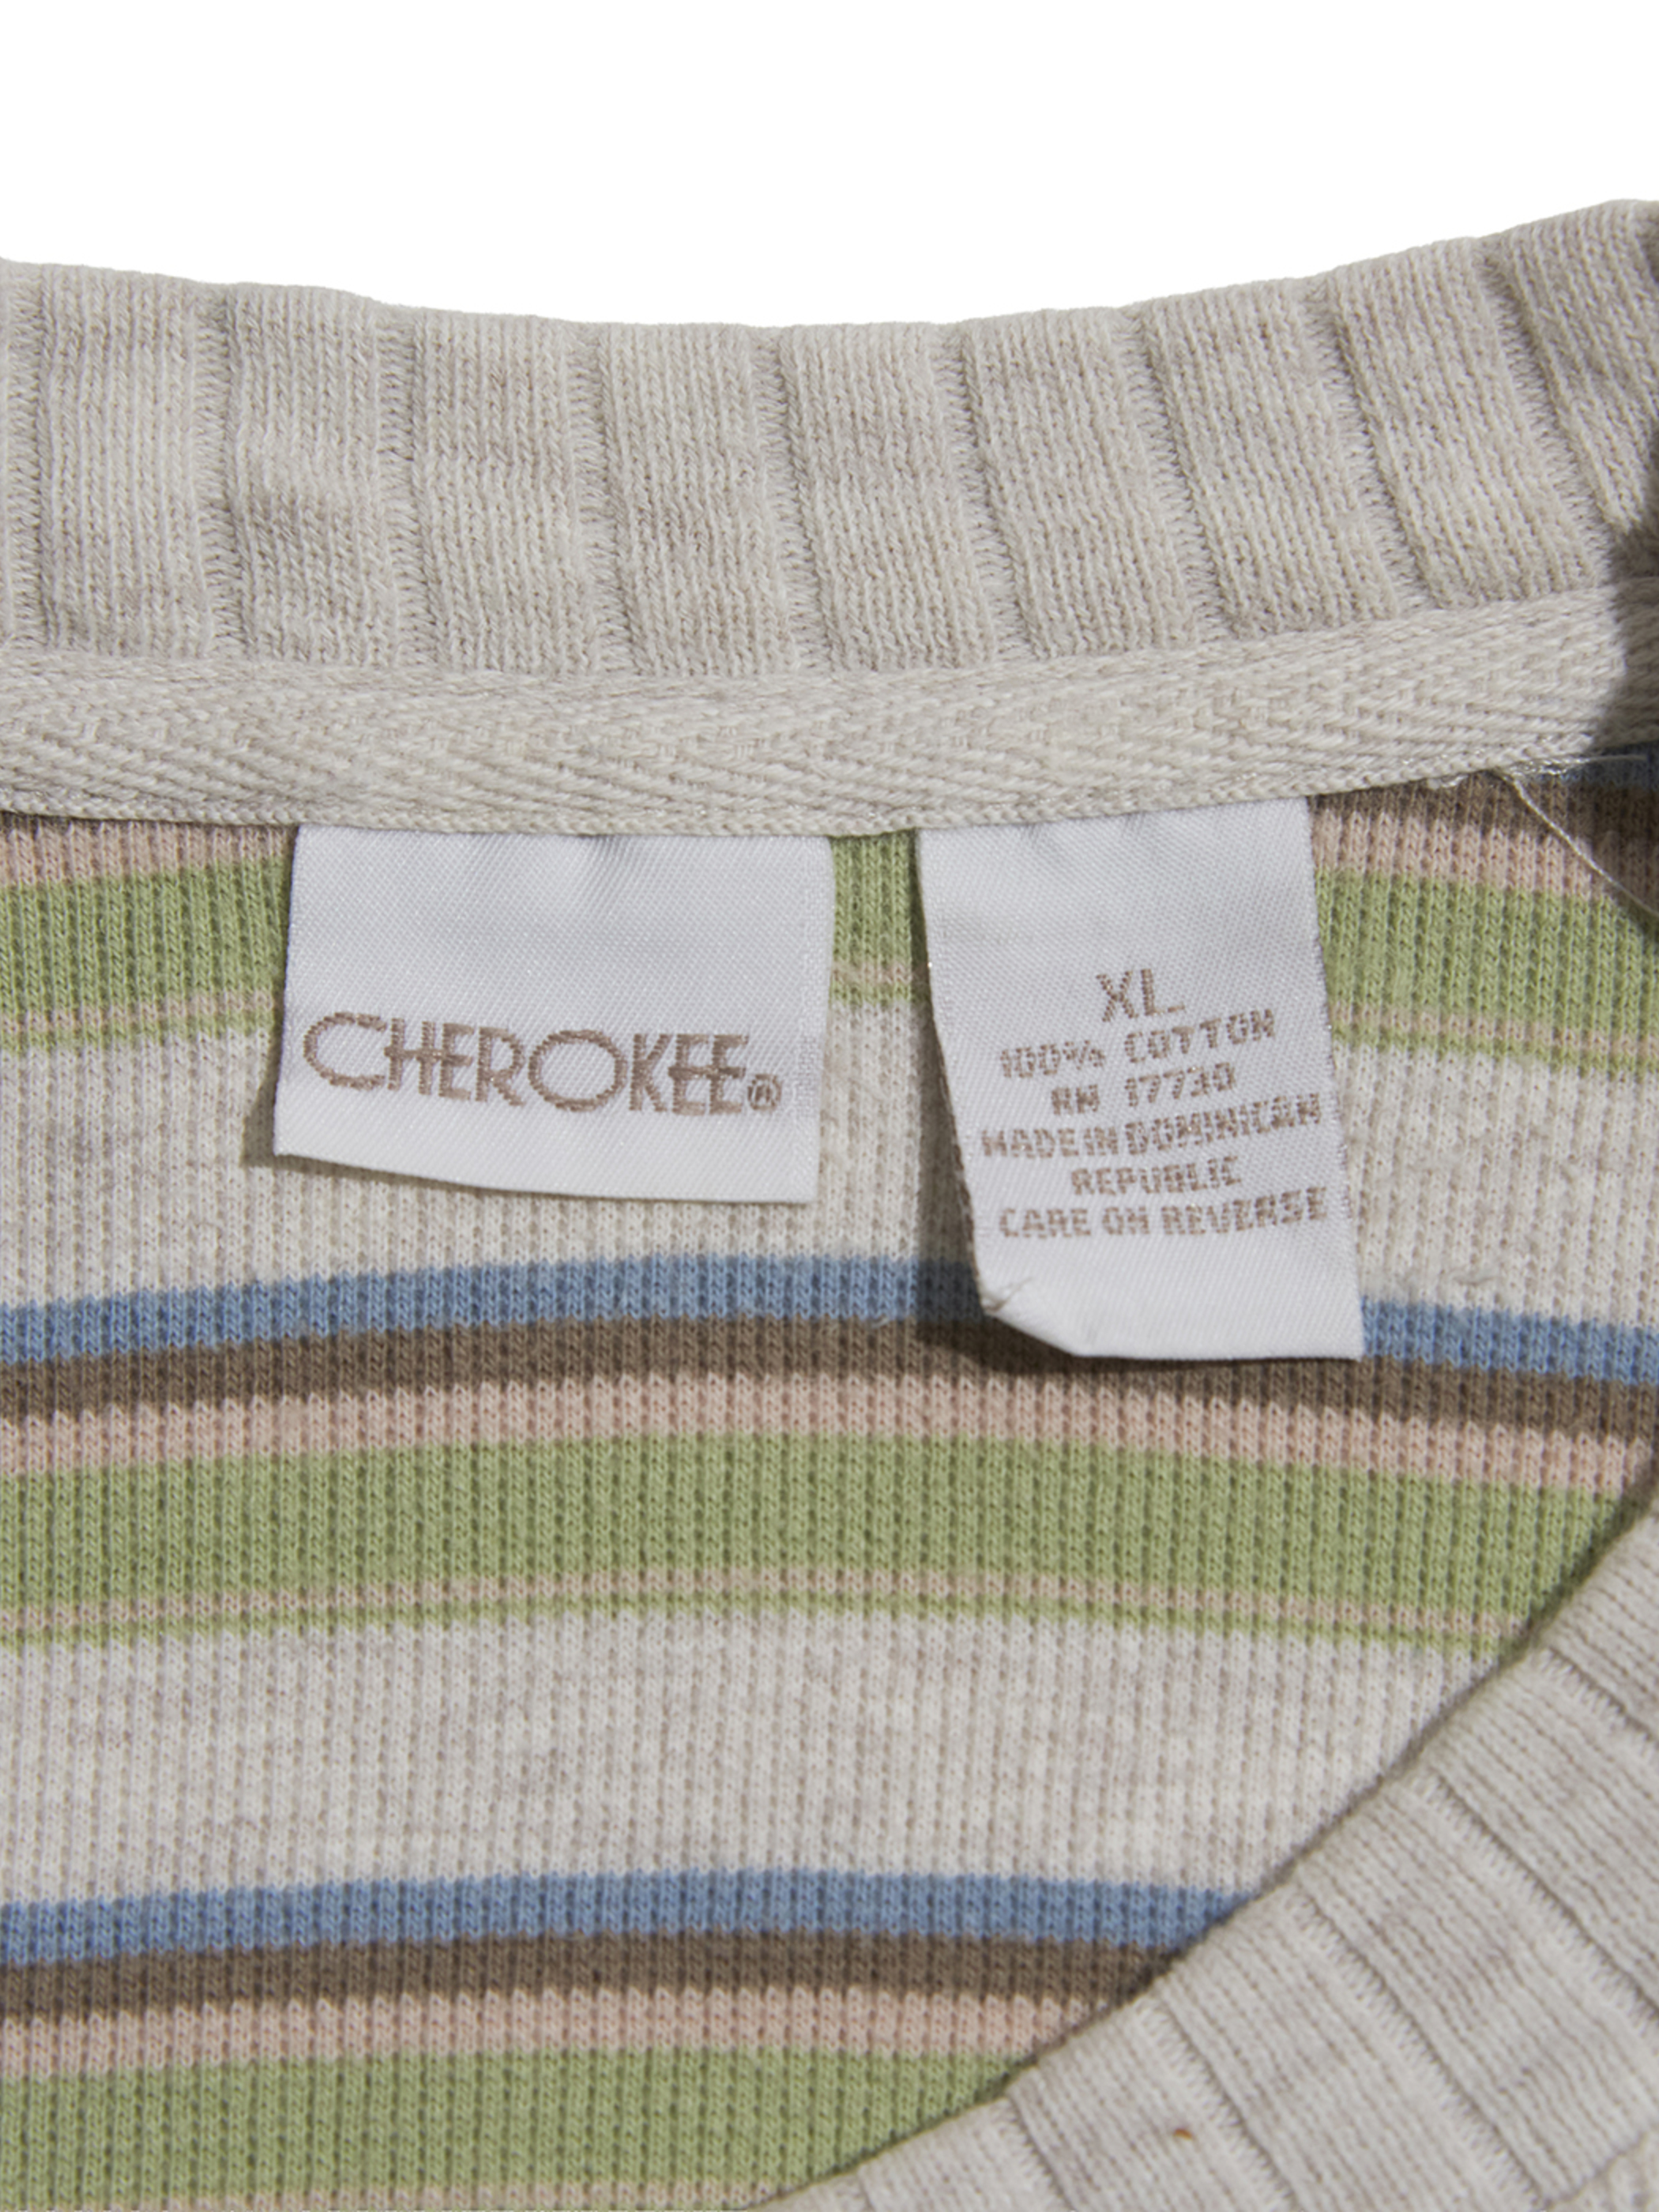 CHEROKEE®
XL
100% COTTON
RN 17730
MADE IN DOMINICAN
REPUBLIC
CARE ON REVERSE